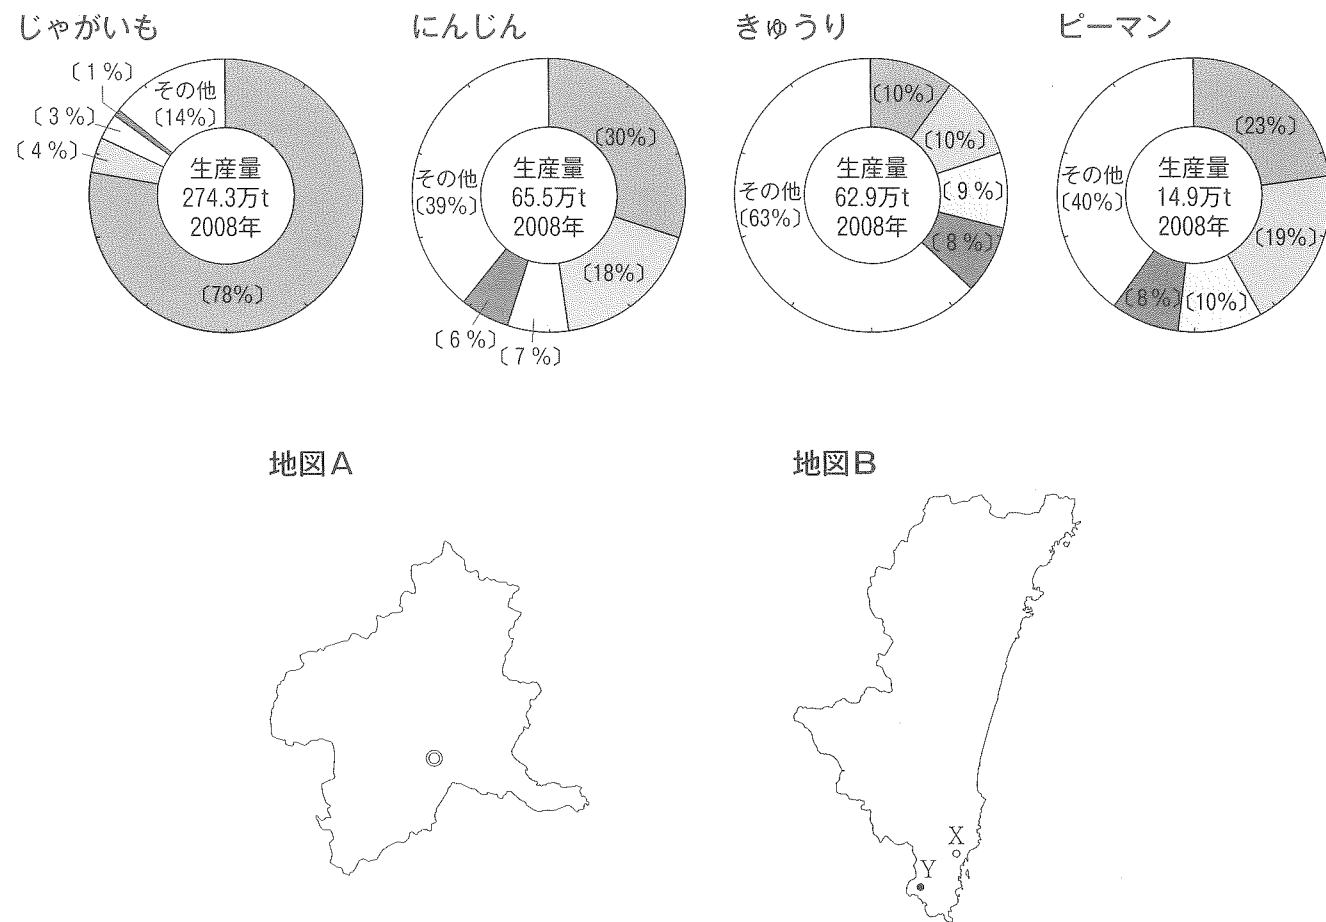 じゃがいも
にんじん
きゅうり
ピーマン
〔1%〕
その他
〔14%〕
〔3%〕
〔4%〕
生産量
274.3万t
2008年
〔78%〕
〔30%〕
その他
〔39%〕
生産量
65.5万t
2008年
〔18%〕
〔6%〕
〔7%〕
〔10%〕
〔10%〕
その他
〔63%〕
生産量
62.9万t
2008年
〔9%〕
〔8%〕
〔23%〕
その他
〔40%〕
生産量
14.9万t
2008年
〔19%〕
〔8%〕
〔10%〕
地図A
地図B
X
Y